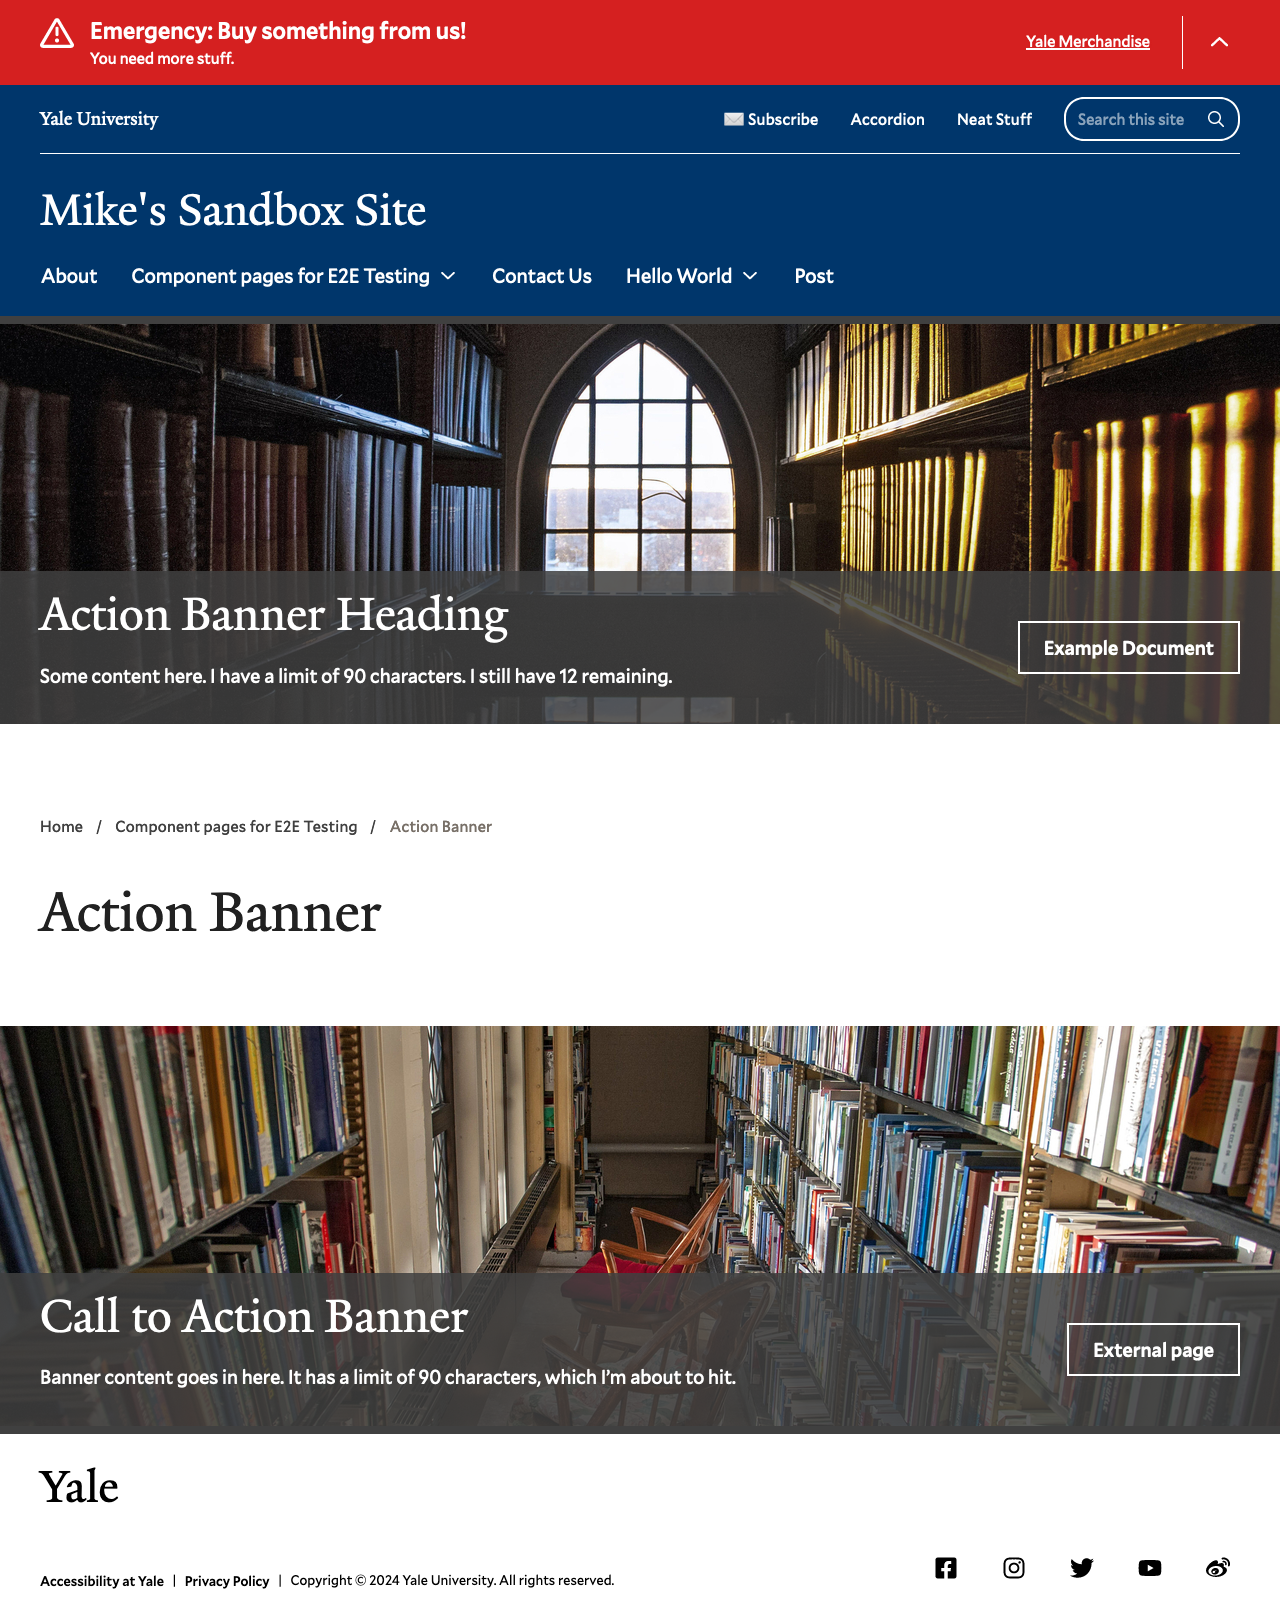 Emergency: Buy something from us!
You need more stuff.
Yale Merchandise
Yale University
Subscribe
Accordion
Neat Stuff
Search this site
Mike's Sandbox Site
About
Component pages for E2E Testing
Contact Us
Hello World
Post
Action Banner Heading
Some content here. I have a limit of 90 characters. I still have 12 remaining.
Example Document
Home / Component pages for E2E Testing / Action Banner
Action Banner
Call to Action Banner
Banner content goes in here. It has a limit of 90 characters, which I’m about to hit.
External page
Yale
Accessibility at Yale | Privacy Policy | Copyright © 2024 Yale University. All rights reserved.